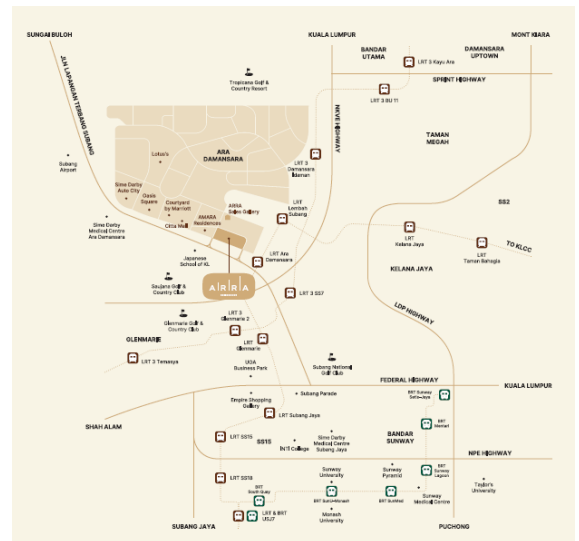 SUNGAI BULOH
KUALA LUMPUR
MONT KIARA
BANDAR
UTAMA
DAMANSARA
UPTOWN
LRT 3 Kayu Ara
SPRINT HIGHWAY
Tropicana Golf &
Country Resort
LRT 3 BU 11
JLN LAPANGAN TERBANG SUBANG
NKVE HIGHWAY
TAMAN
MEGAH
Lotus's
ARA
DAMANSARA
LRT 3
Damansara
Idaman
Subang
Airport
Sime Derby
Auto City
Oasis
Square
Courtyard
by Marriott
Citta Mall
AMARA
Residences
ARRA
Sales Gallery
LRT
Lembah
Subang
SS2
Sime Derby
Medical Centre
Ara Damansara
LRT
Kelana Jaya
TO KLCC
LRT
Taman Bahagia
Japanese
School of KL
LRT Ara
Damansara
KELANA JAYA
Saujana Golf &
Country Club
ARRA
LRT 3 SS7
LDP HIGHWAY
Glenmarie Golf &
Country Club
LRT 3
Glenmarie 2
GLENMARIE
LRT
Glenmarie
LRT 3 Temasya
UOA
Business Park
Subang National
Golf Club
FEDERAL HIGHWAY
KUALA LUMPUR
Empire Shopping
Gallery
Subang Parade
BRT Sunway
Setia-Jaya
SHAH ALAM
LRT Subang Jaya
BRT
Mentari
LRT SS15
SS15
INTI College
Sime Derby
Medical Centre
Subang Jaya
BANDAR
SUNWAY
NPE HIGHWAY
LRT SS18
Sunway
University
Sunway
Pyramid
BRT
Sunway
Lagoon
Taylor's
University
BRT
South Quay
BRT SunU-Monash
BRT SunMed
Sunway
Medical Centre
LRT & BRT
USJ7
Monash
University
SUBANG JAYA
PUCHONG